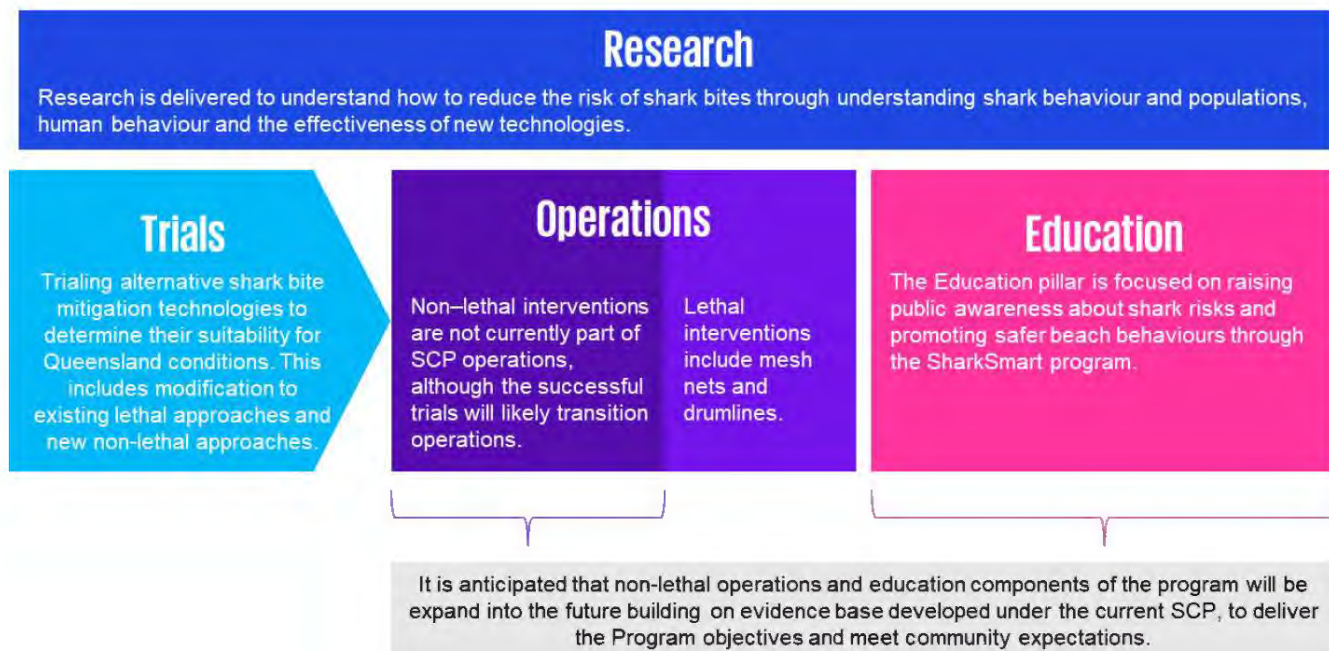 Research
Research is delivered to understand how to reduce the risk of shark bites through understanding shark behaviour and populations,
human behaviour and the effectiveness of new technologies.
Trials
Trialing alternative shark bite
mitigation technologies to
determine their suitability for
Queensland conditions. This
includes modification to
existing lethal approaches and
new non-lethal approaches.
Operations
Non–lethal interventions
are not currently part of
SCP operations,
although the successful
trials will likely transition
operations.
Lethal
interventions
include mesh
nets and
drumlines.
Education
The Education pillar is focused on raising
public awareness about shark risks and
promoting safer beach behaviours through
the SharkSmart program.
It is anticipated that non-lethal operations and education components of the program will be
expand into the future building on evidence base developed under the current SCP, to deliver
the Program objectives and meet community expectations.